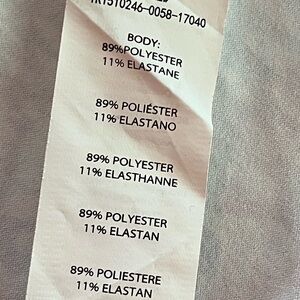 1510246-0058-17040
BODY:
89%POLYESTER
11% ELASTANE
89% POLIÉSTER
11% ELASTANO
89% POLYESTER
11% ELASTHANNE
89% POLYESTER
11% ELASTAN
89% POLIESTERE
11% ELASTAN